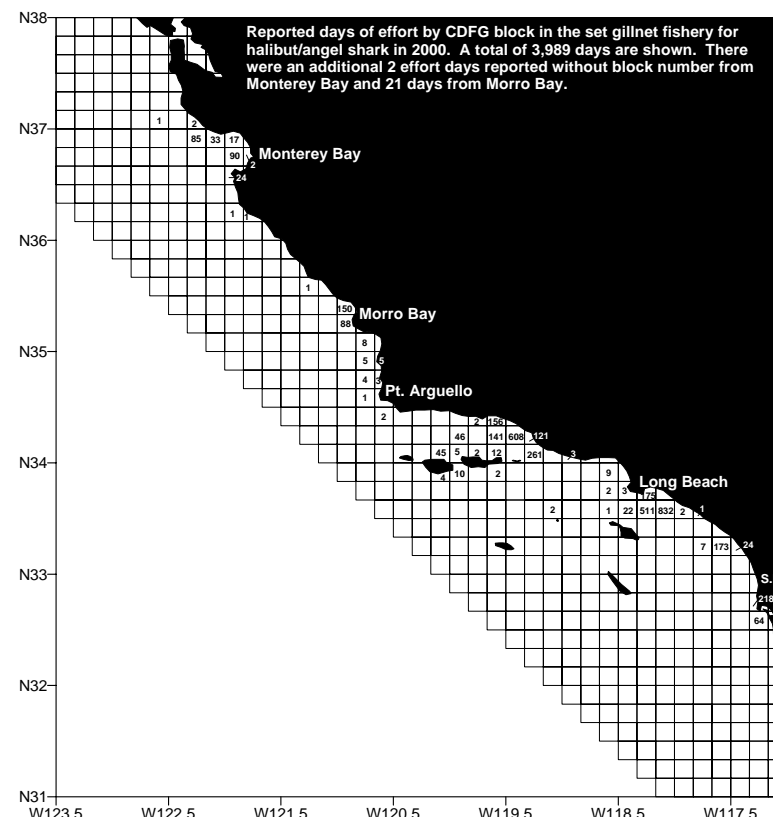 N38
Reported days of effort by CDFG block in the set gillnet fishery for
halibut/angel shark in 2000. A total of 3,989 days are shown. There
were an additional 2 effort days reported without block number from
Monterey Bay and 21 days from Morro Bay.
1 2
N37
85 33 17
90 Monterey Bay
2
24
1 1
N36
1
150
Morro Bay
88
8
N35
5 5
4 3
Pt. Arguello
1
2
2 156
46 141 608 121
45 5 2 12 261 3
N34
4 10 2 9
Long Beach
2 3 75
2 1 22 511 832 2 1
7 173 24
N33
S.
218
64
N32
N31
W123.5 W122.5 W121.5 W120.5 W119.5 W118.5 W117.5